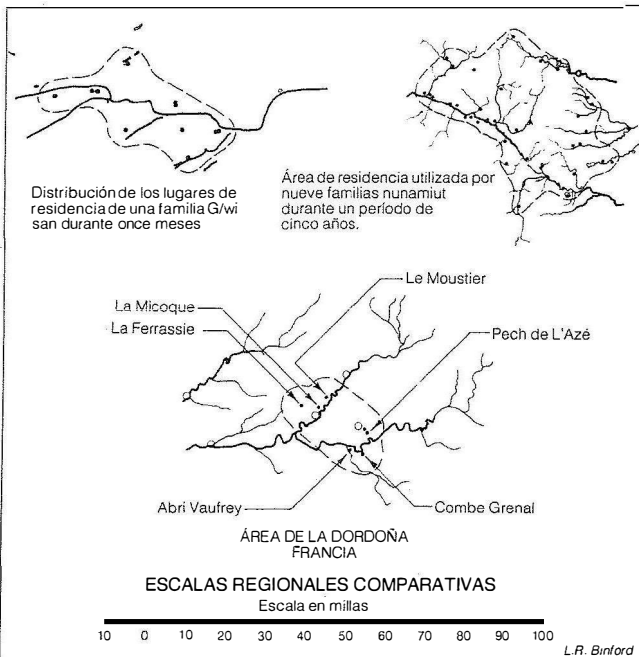 Distribución de los lugares de
residencia de una familia G/wi
san durante once meses
Área de residencia utilizada por
nueve familias nunamiut
durante un período de
cinco años.
Le Moustier
La Micoque
La Ferrassie
Pech de L'Azé
Abri Vaufrey
Combe Grenal
ÁREA DE LA DORDOÑA
FRANCIA
ESCALAS REGIONALES COMPARATIVAS
Escala en millas
10 0 10 20 30 40 50 60 70 80 90 100
L.R. Binford